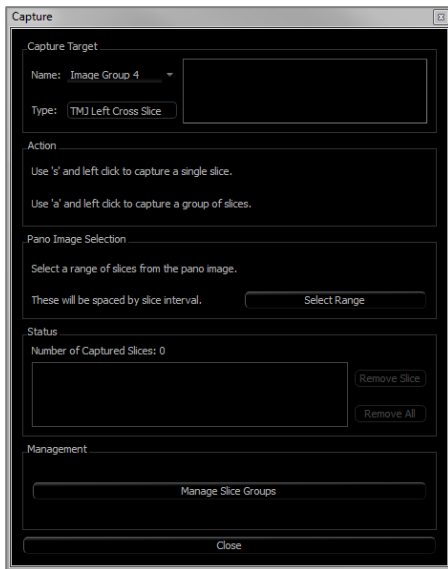 Capture
Capture Target
Name: Image Group 4
Type: TMJ Left Cross Slice
Action
Use 's' and left click to capture a single slice.
Use 'a' and left click to capture a group of slices.
Pano Image Selection
Select a range of slices from the pano image.
These will be spaced by slice interval. Select Range
Status
Number of Captured Slices: 0
Remove Slice
Remove All
Management
Manage Slice Groups
Close